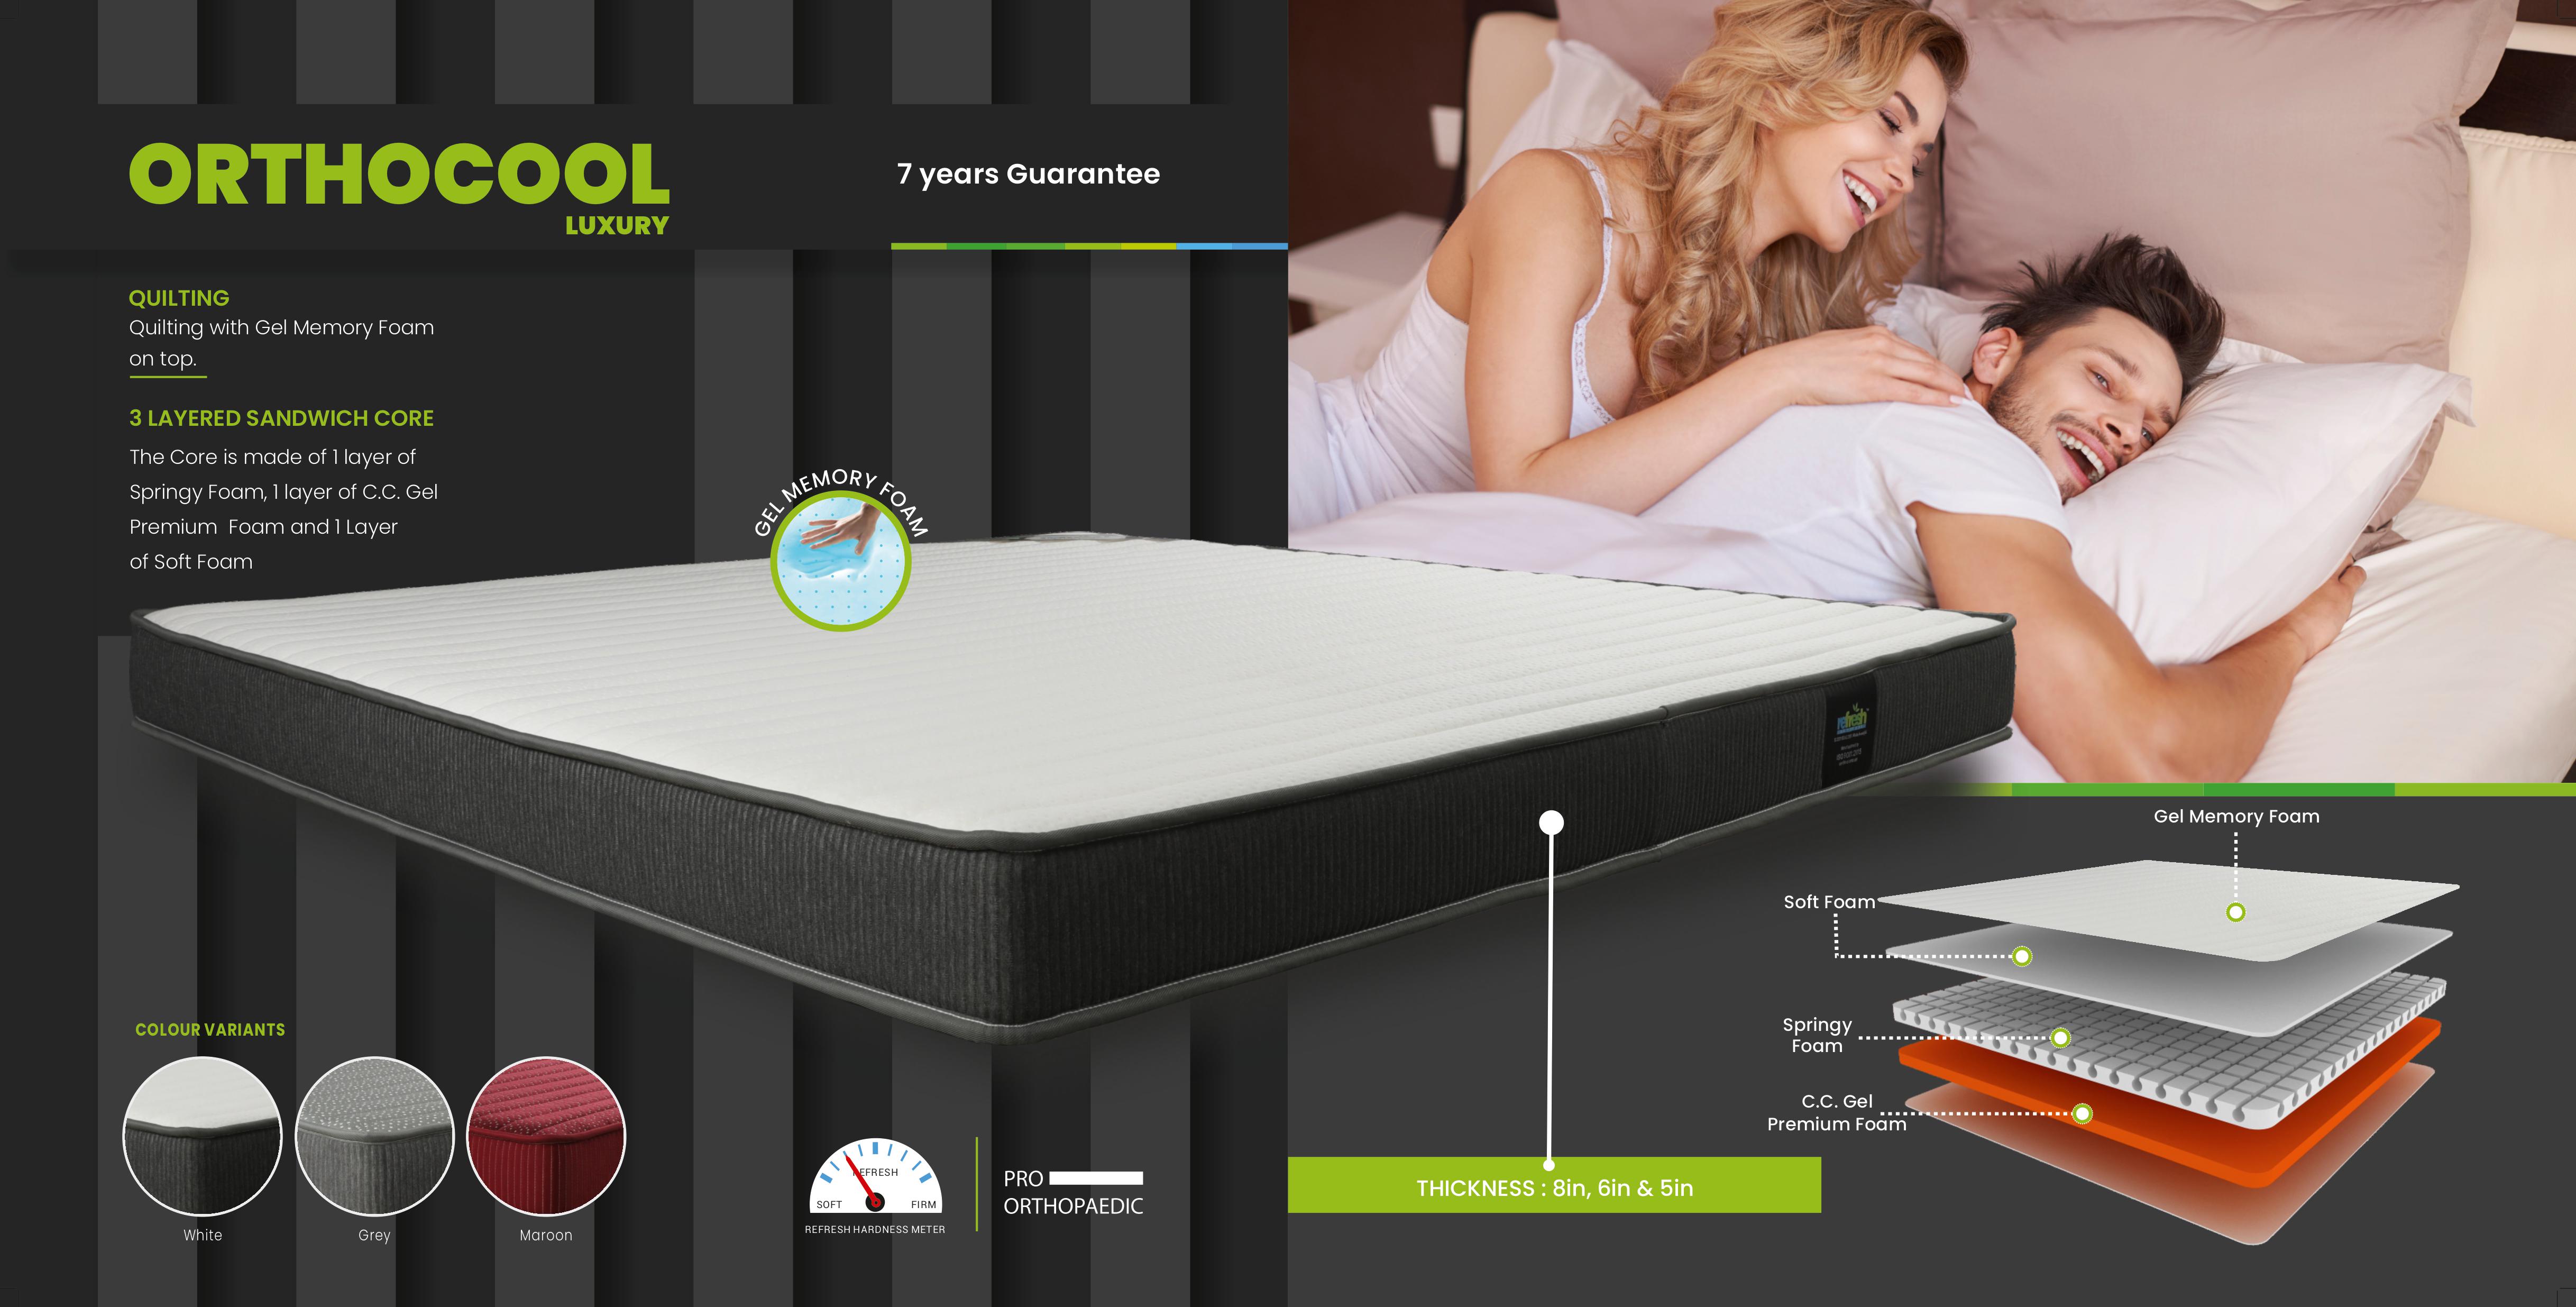 ORTHOCOOL
LUXURY
7 years Guarantee
QUILTING
Quilting with Gel Memory Foam
on top.
3 LAYERED SANDWICH CORE
The Core is made of 1 layer of
Springy Foam, 1 layer of C.C. Gel
Premium Foam and 1 Layer
of Soft Foam
GEL MEMORY FOAM
refresh
Gel Memory Foam
Soft Foam
Springy
Foam
C.C. Gel
Premium Foam
COLOUR VARIANTS
White
Grey
Maroon
REFRESH
SOFT
FIRM
REFRESH HARDNESS METER
PRO
ORTHOPAEDIC
THICKNESS : 8in, 6in & 5in